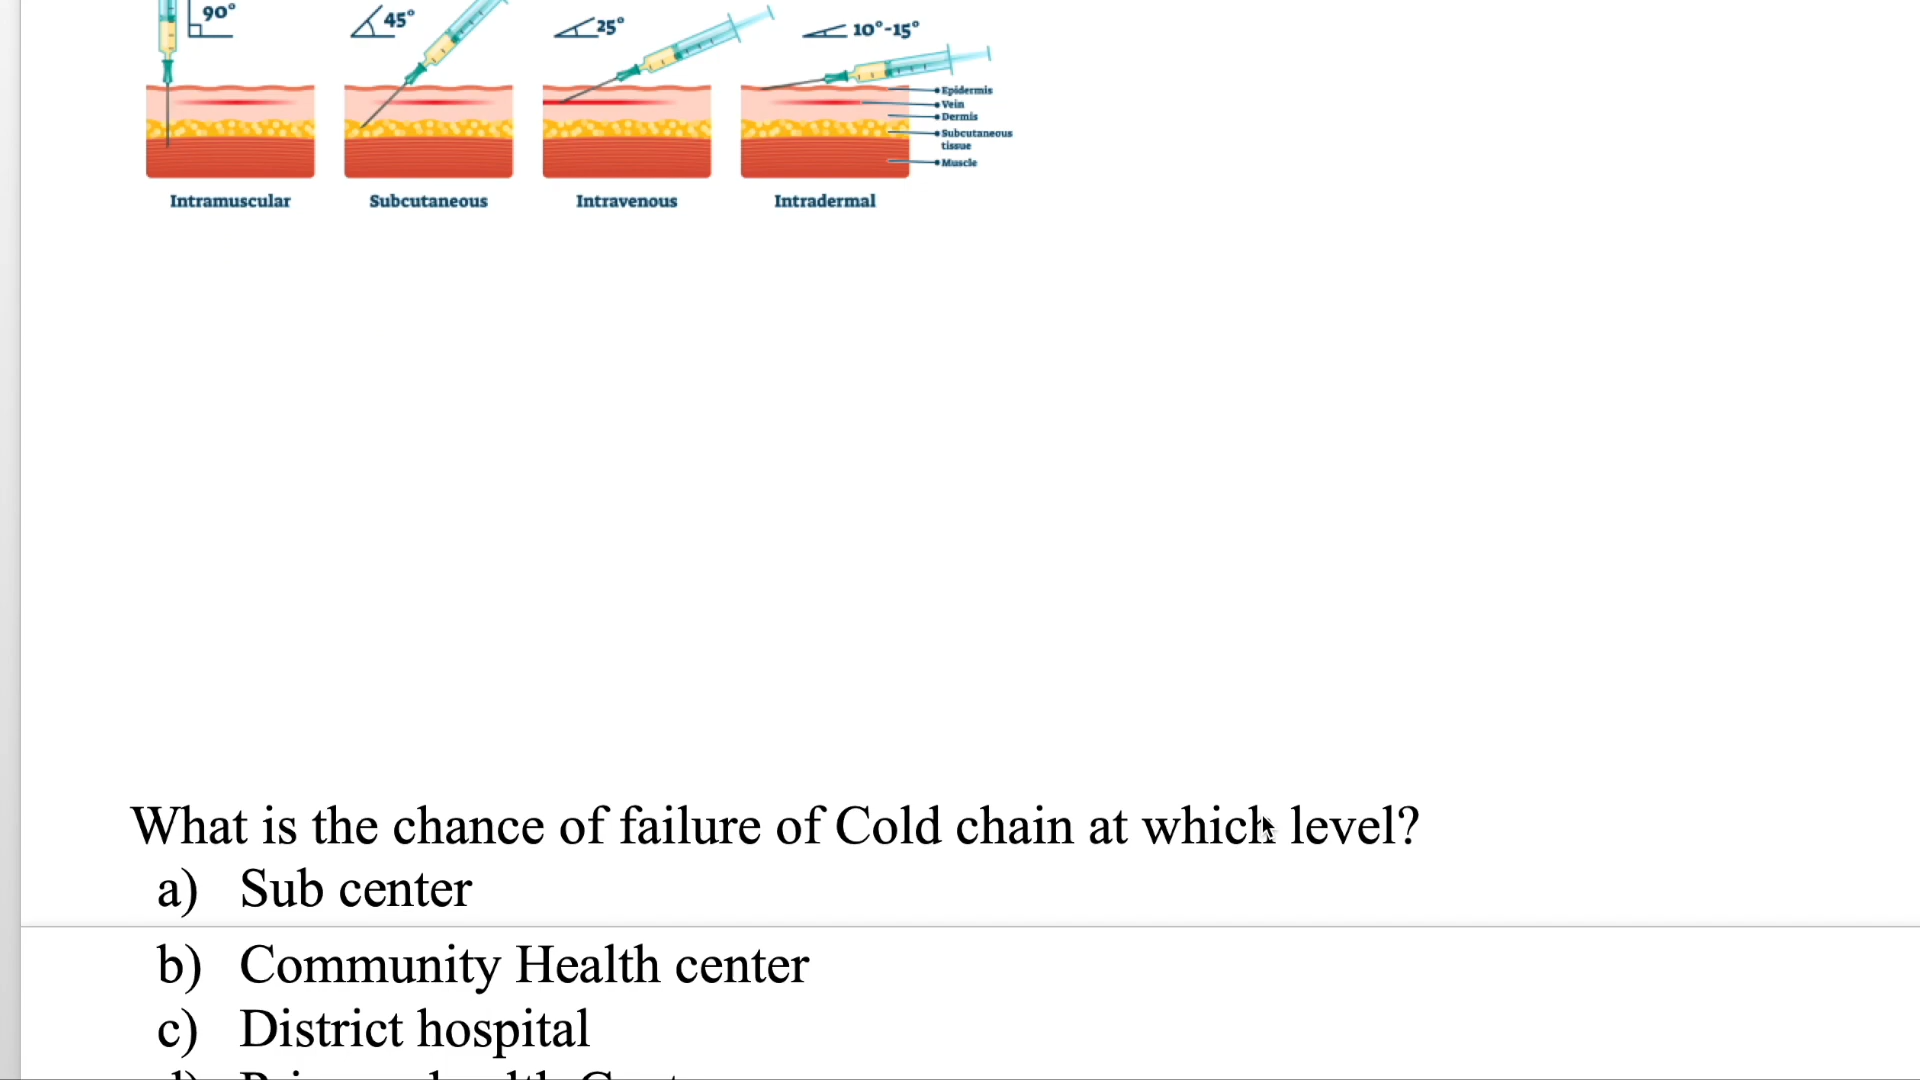 90°
45°
25°
10°-15°
Epidermis
Vein
Dermis
Subcutaneous
tissue
Muscle
Intramuscular
Subcutaneous
Intravenous
Intradermal
What is the chance of failure of Cold chain at which level?
a) Sub center
b) Community Health center
c) District hospital